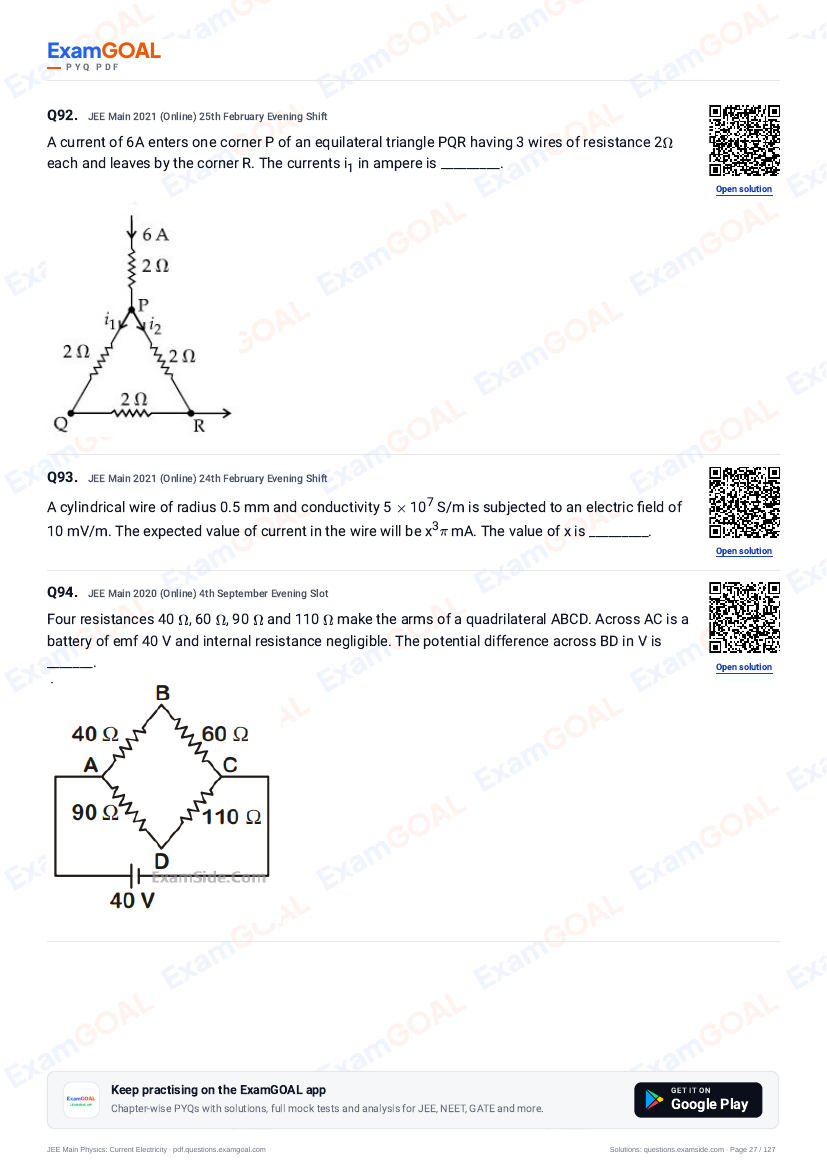 ExamGOAL
PYQ PDF
Q92. JEE Main 2021 (Online) 25th February Evening Shift
A current of 6A enters one corner P of an equilateral triangle PQR having 3 wires of resistance 2Ω
each and leaves by the corner R. The currents i₁ in ampere is ________.
Open solution
6 A
2 Ω
P
i₁ i₂
2 Ω 2 Ω
2 Ω
Q R
Q93. JEE Main 2021 (Online) 24th February Evening Shift
A cylindrical wire of radius 0.5 mm and conductivity 5 × 10⁷ S/m is subjected to an electric field of
10 mV/m. The expected value of current in the wire will be x³π mA. The value of x is ________.
Open solution
Q94. JEE Main 2020 (Online) 4th September Evening Slot
Four resistances 40 Ω, 60 Ω, 90 Ω and 110 Ω make the arms of a quadrilateral ABCD. Across AC is a
battery of emf 40 V and internal resistance negligible. The potential difference across BD in V is
______.
.
Open solution
B
40 Ω 60 Ω
A C
90 Ω 110 Ω
D
ExamSide.Com
40 V
ExamGOAL
Keep practising on the ExamGOAL app
Chapter-wise PYQs with solutions, full mock tests and analysis for JEE, NEET, GATE and more.
GET IT ON
Google Play
JEE Main Physics: Current Electricity · pdf.questions.examgoal.com
Solutions: questions.examside.com · Page 27 / 127